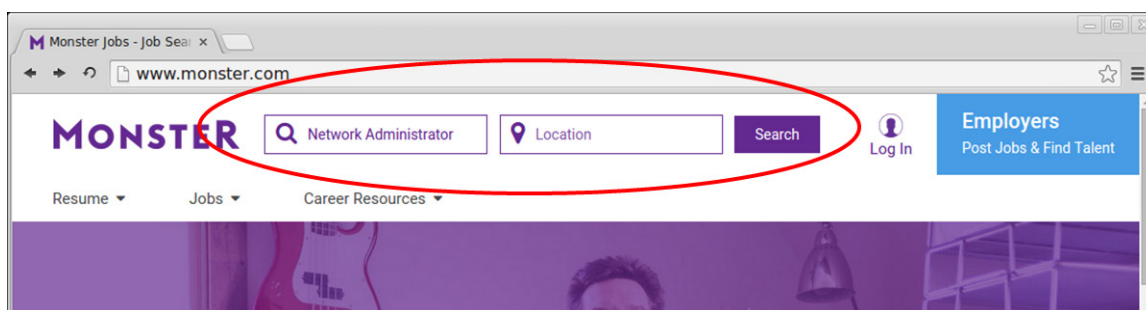 Monster Jobs - Job Sear
www.monster.com
MONSTER
Network Administrator
Location
Search
Log In
Employers
Post Jobs & Find Talent
Resume
Jobs
Career Resources